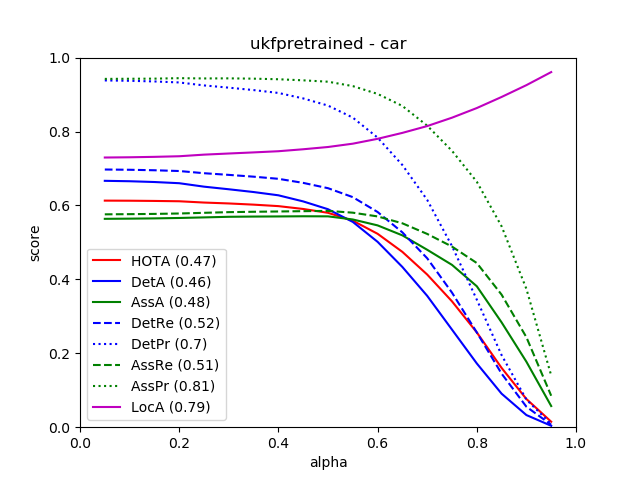 ukfpretrained - car
score
1.0
0.8
0.6
0.4
0.2
0.0
HOTA (0.47)
DetA (0.46)
AssA (0.48)
DetRe (0.52)
DetPr (0.7)
AssRe (0.51)
AssPr (0.81)
LocA (0.79)
0.0 0.2 0.4 0.6 0.8 1.0
alpha